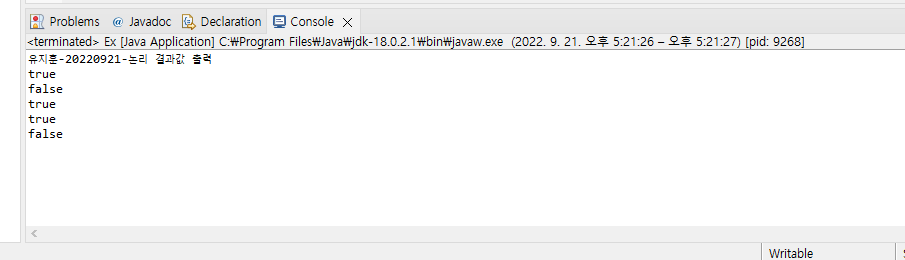 Problems @ Javadoc Declaration Console
<terminated> Ex [Java Application] C:₩Program Files₩Java₩jdk-18.0.2.1₩bin₩javaw.exe (2022. 9. 21. 오후 5:21:26 – 오후 5:21:27) [pid: 9268]
유지훈-20220921-논리 결과값 출력
true
false
true
true
false
Writable